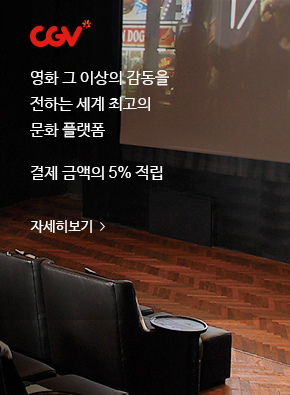 CGV
DOG
영화 그 이상의 감동을
전하는 세계 최고의
문화 플랫폼
결제 금액의 5% 적립
자세히보기 >